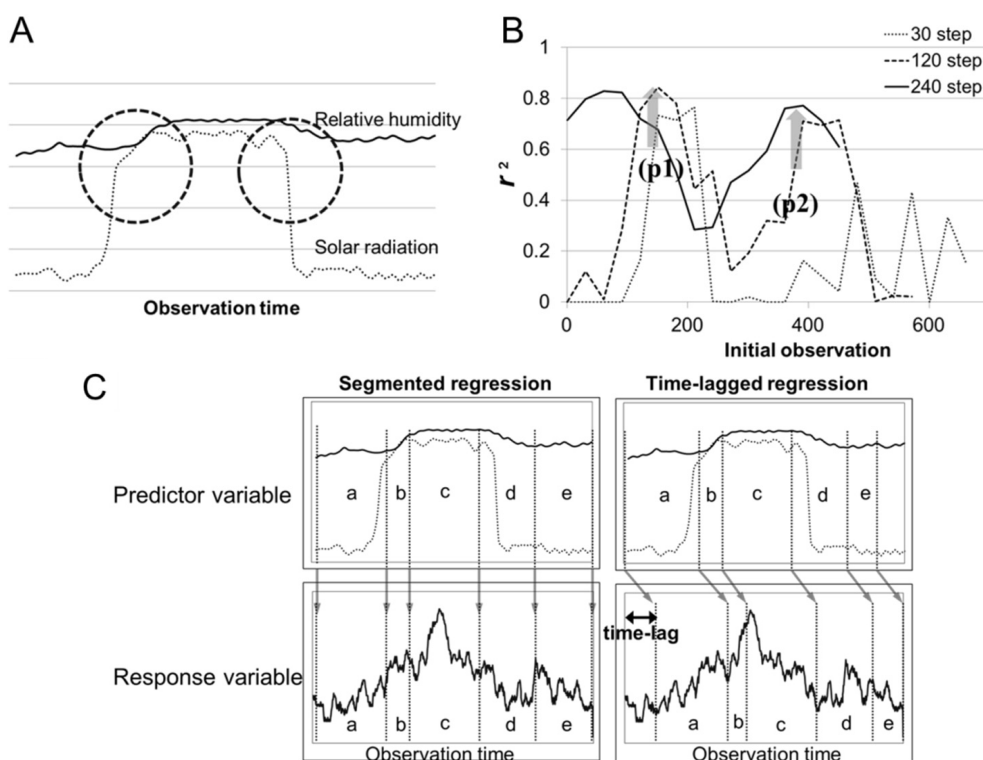 A
Relative humidity
Solar radiation
Observation time
B
30 step
120 step
240 step
1
0.8
0.6
0.4
0.2
0
r²
(p1)
(p2)
0 200 400 600
Initial observation
C
Segmented regression Time-lagged regression
Predictor variable
a b c d e
a b c d e
time-lag
Response variable
a b c d e
a b c d e
Observation time Observation time